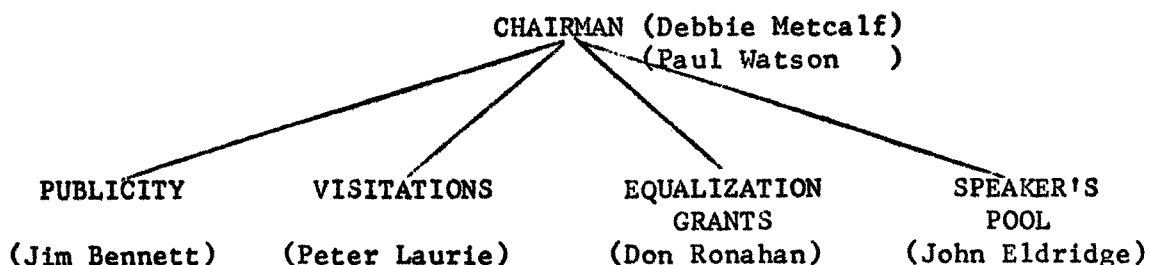 CHAIRMAN (Debbie Metcalf)
(Paul Watson )
PUBLICITY VISITATIONS EQUALIZATION SPEAKER'S
GRANTS POOL
(Jim Bennett) (Peter Laurie) (Don Ronahan) (John Eldridge)